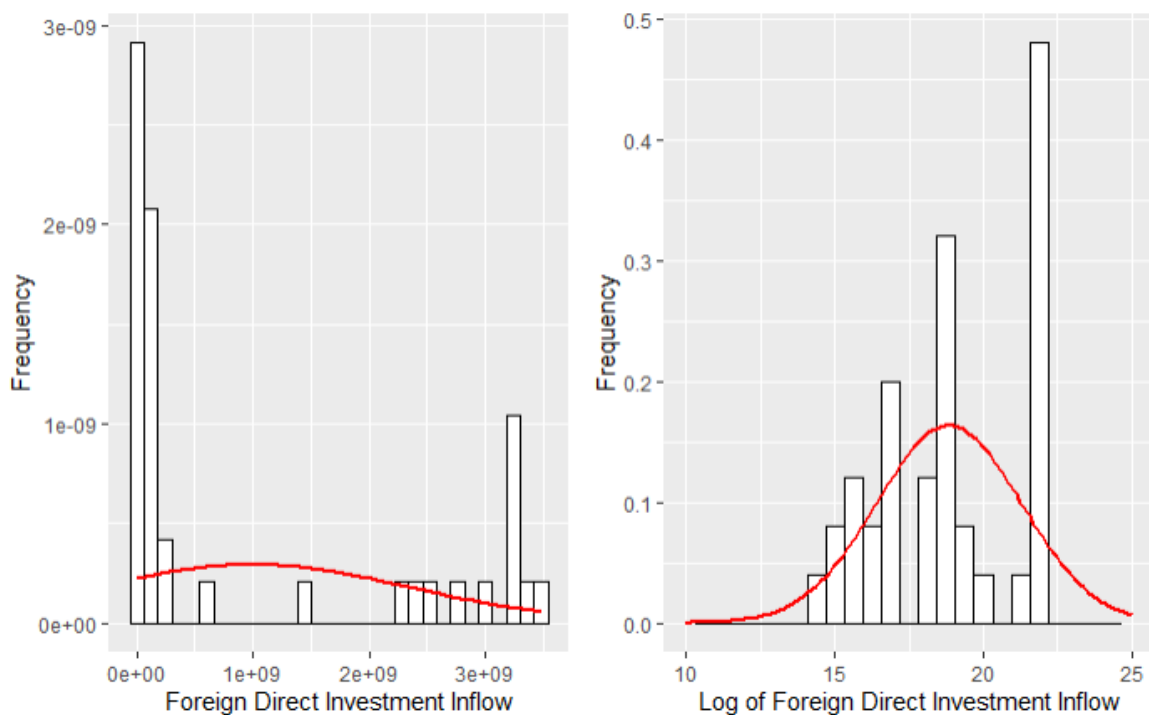 3e-09
2e-09
1e-09
0e+00
Frequency
0e+00 1e+09 2e+09 3e+09
Foreign Direct Investment Inflow
0.5
0.4
0.3
0.2
0.1
0.0
Frequency
10 15 20 25
Log of Foreign Direct Investment Inflow